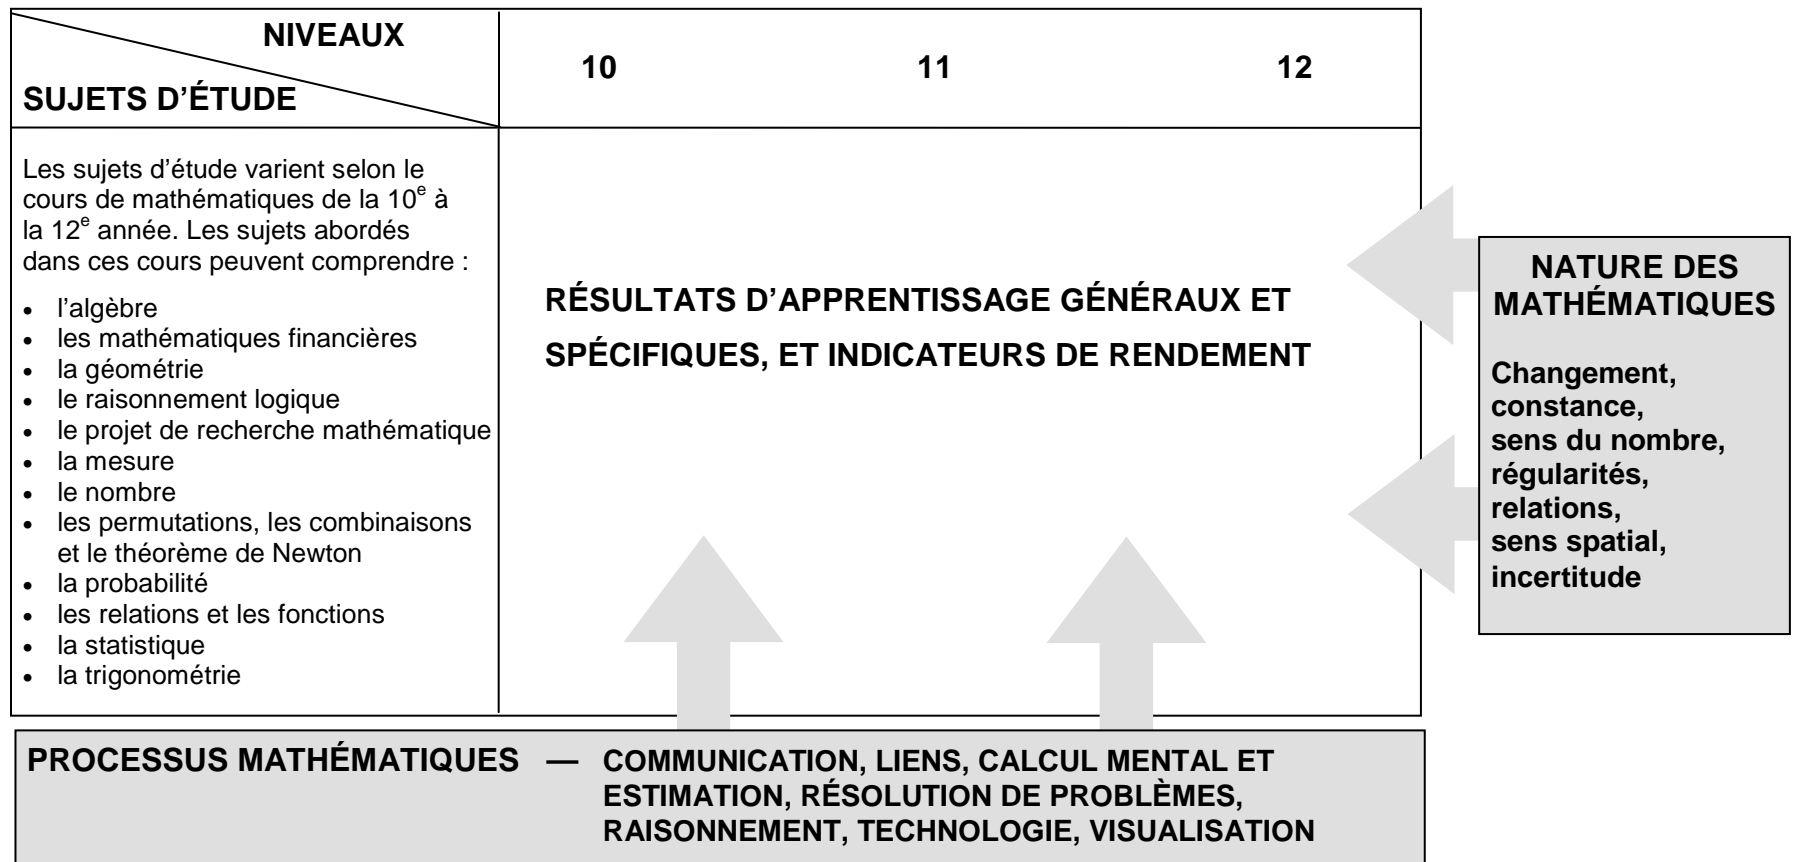 NIVEAUX
SUJETS D'ÉTUDE
10 11 12
Les sujets d'étude varient selon le
cours de mathématiques de la 10e à
la 12e année. Les sujets abordés
dans ces cours peuvent comprendre :
• l'algèbre
• les mathématiques financières
• la géométrie
• le raisonnement logique
• le projet de recherche mathématique
• la mesure
• le nombre
• les permutations, les combinaisons
et le théorème de Newton
• la probabilité
• les relations et les fonctions
• la statistique
• la trigonométrie
RÉSULTATS D'APPRENTISSAGE GÉNÉRAUX ET
SPÉCIFIQUES, ET INDICATEURS DE RENDEMENT
NATURE DES
MATHÉMATIQUES
Changement,
constance,
sens du nombre,
régularités,
relations,
sens spatial,
incertitude
PROCESSUS MATHÉMATIQUES — COMMUNICATION, LIENS, CALCUL MENTAL ET
ESTIMATION, RÉSOLUTION DE PROBLÈMES,
RAISONNEMENT, TECHNOLOGIE, VISUALISATION